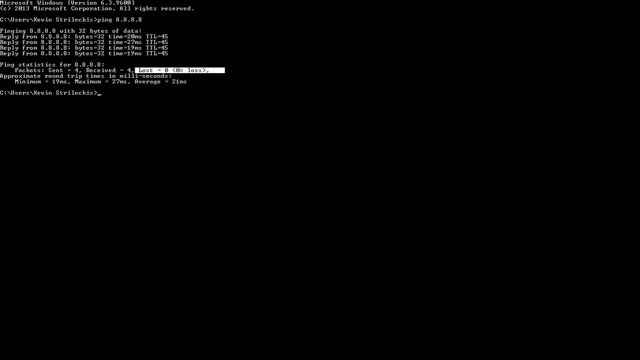 Microsoft Windows [Version 6.3.9600]
(c) 2013 Microsoft Corporation. All rights reserved.
C:\Users\Kevin Strileckis>ping 8.8.8.8
Pinging 8.8.8.8 with 32 bytes of data:
Reply from 8.8.8.8: bytes=32 time=20ms TTL=45
Reply from 8.8.8.8: bytes=32 time=27ms TTL=45
Reply from 8.8.8.8: bytes=32 time=19ms TTL=45
Reply from 8.8.8.8: bytes=32 time=19ms TTL=45
Ping statistics for 8.8.8.8:
Packets: Sent = 4, Received = 4, Lost = 0 (0% loss),
Approximate round trip times in milli-seconds:
Minimum = 19ms, Maximum = 27ms, Average = 21ms
C:\Users\Kevin Strileckis>_